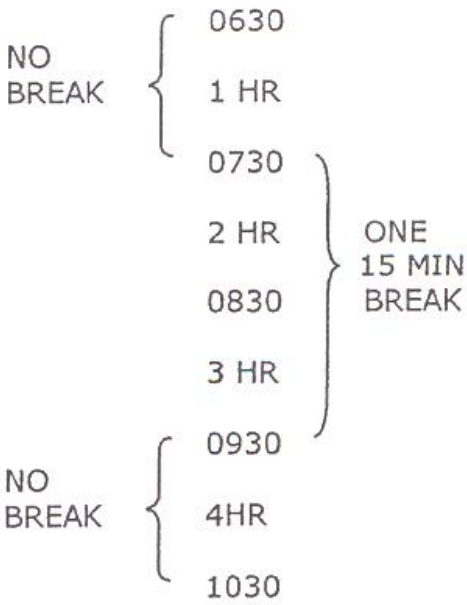 0630
NO
BREAK
1 HR
0730
2 HR
ONE
15 MIN
BREAK
0830
3 HR
0930
NO
BREAK
4HR
1030